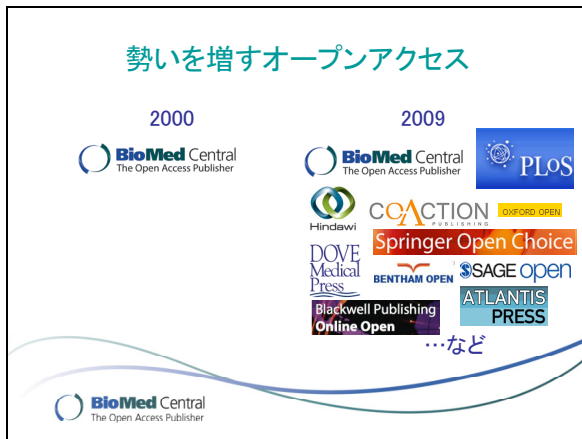 勢いを増すオープンアクセス
2000
BioMed Central
The Open Access Publisher
2009
BioMed Central
The Open Access Publisher
PLoS
Hindawi
COACTION
PUBLISHING
OXFORD OPEN
Springer Open Choice
DOVE
Medical
Press
BENTHAM OPEN
SAGE open
Blackwell Publishing
Online Open
ATLANTIS
PRESS
…など
BioMed Central
The Open Access Publisher